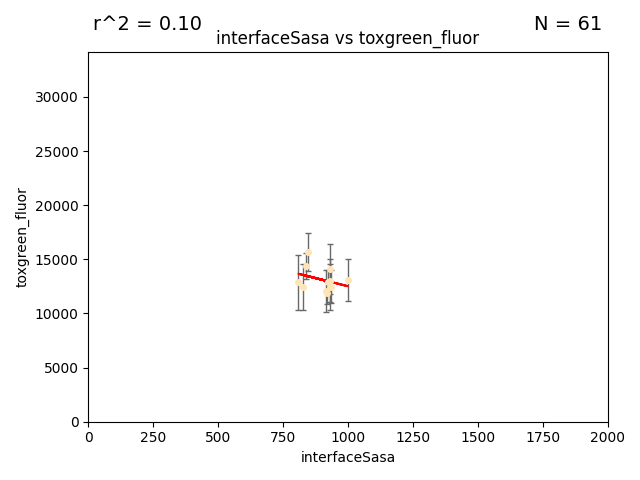 r^2 = 0.10
N = 61
interfaceSasa vs toxgreen_fluor
30000
25000
20000
15000
10000
5000
0
toxgreen_fluor
0 250 500 750 1000 1250 1500 1750 2000
interfaceSasa